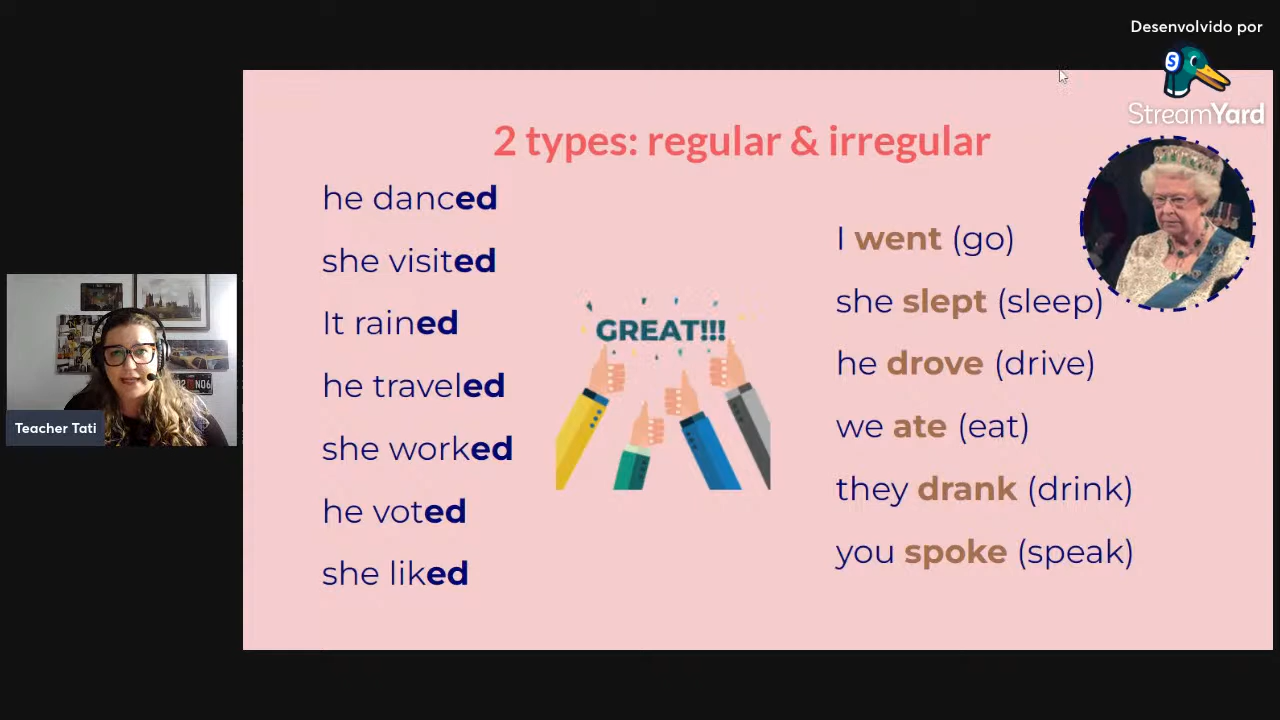 Desenvolvido por
StreamYard
2 types: regular & irregular
he danced
she visited
It rained
he traveled
she worked
he voted
she liked
GREAT!!!
I went (go)
she slept (sleep)
he drove (drive)
we ate (eat)
they drank (drink)
you spoke (speak)
Teacher Tati